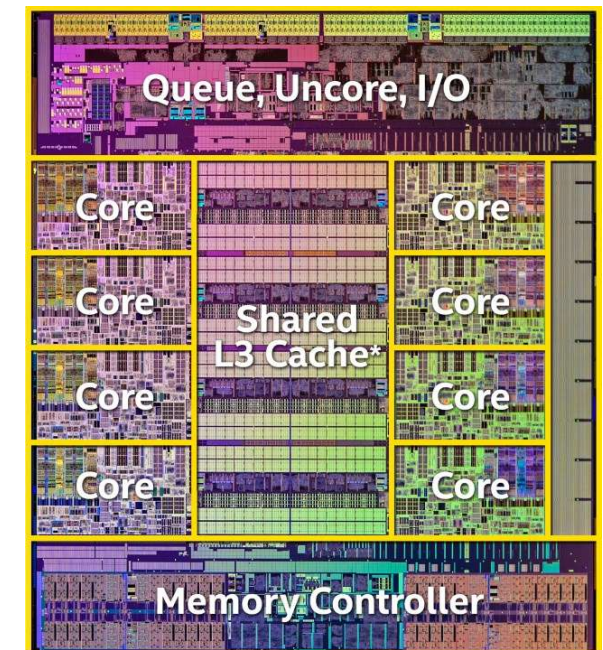 Queue, Uncore, I/O
Core
Core
Core
Core
Shared
L3 Cache*
Core
Core
Core
Core
Memory Controller